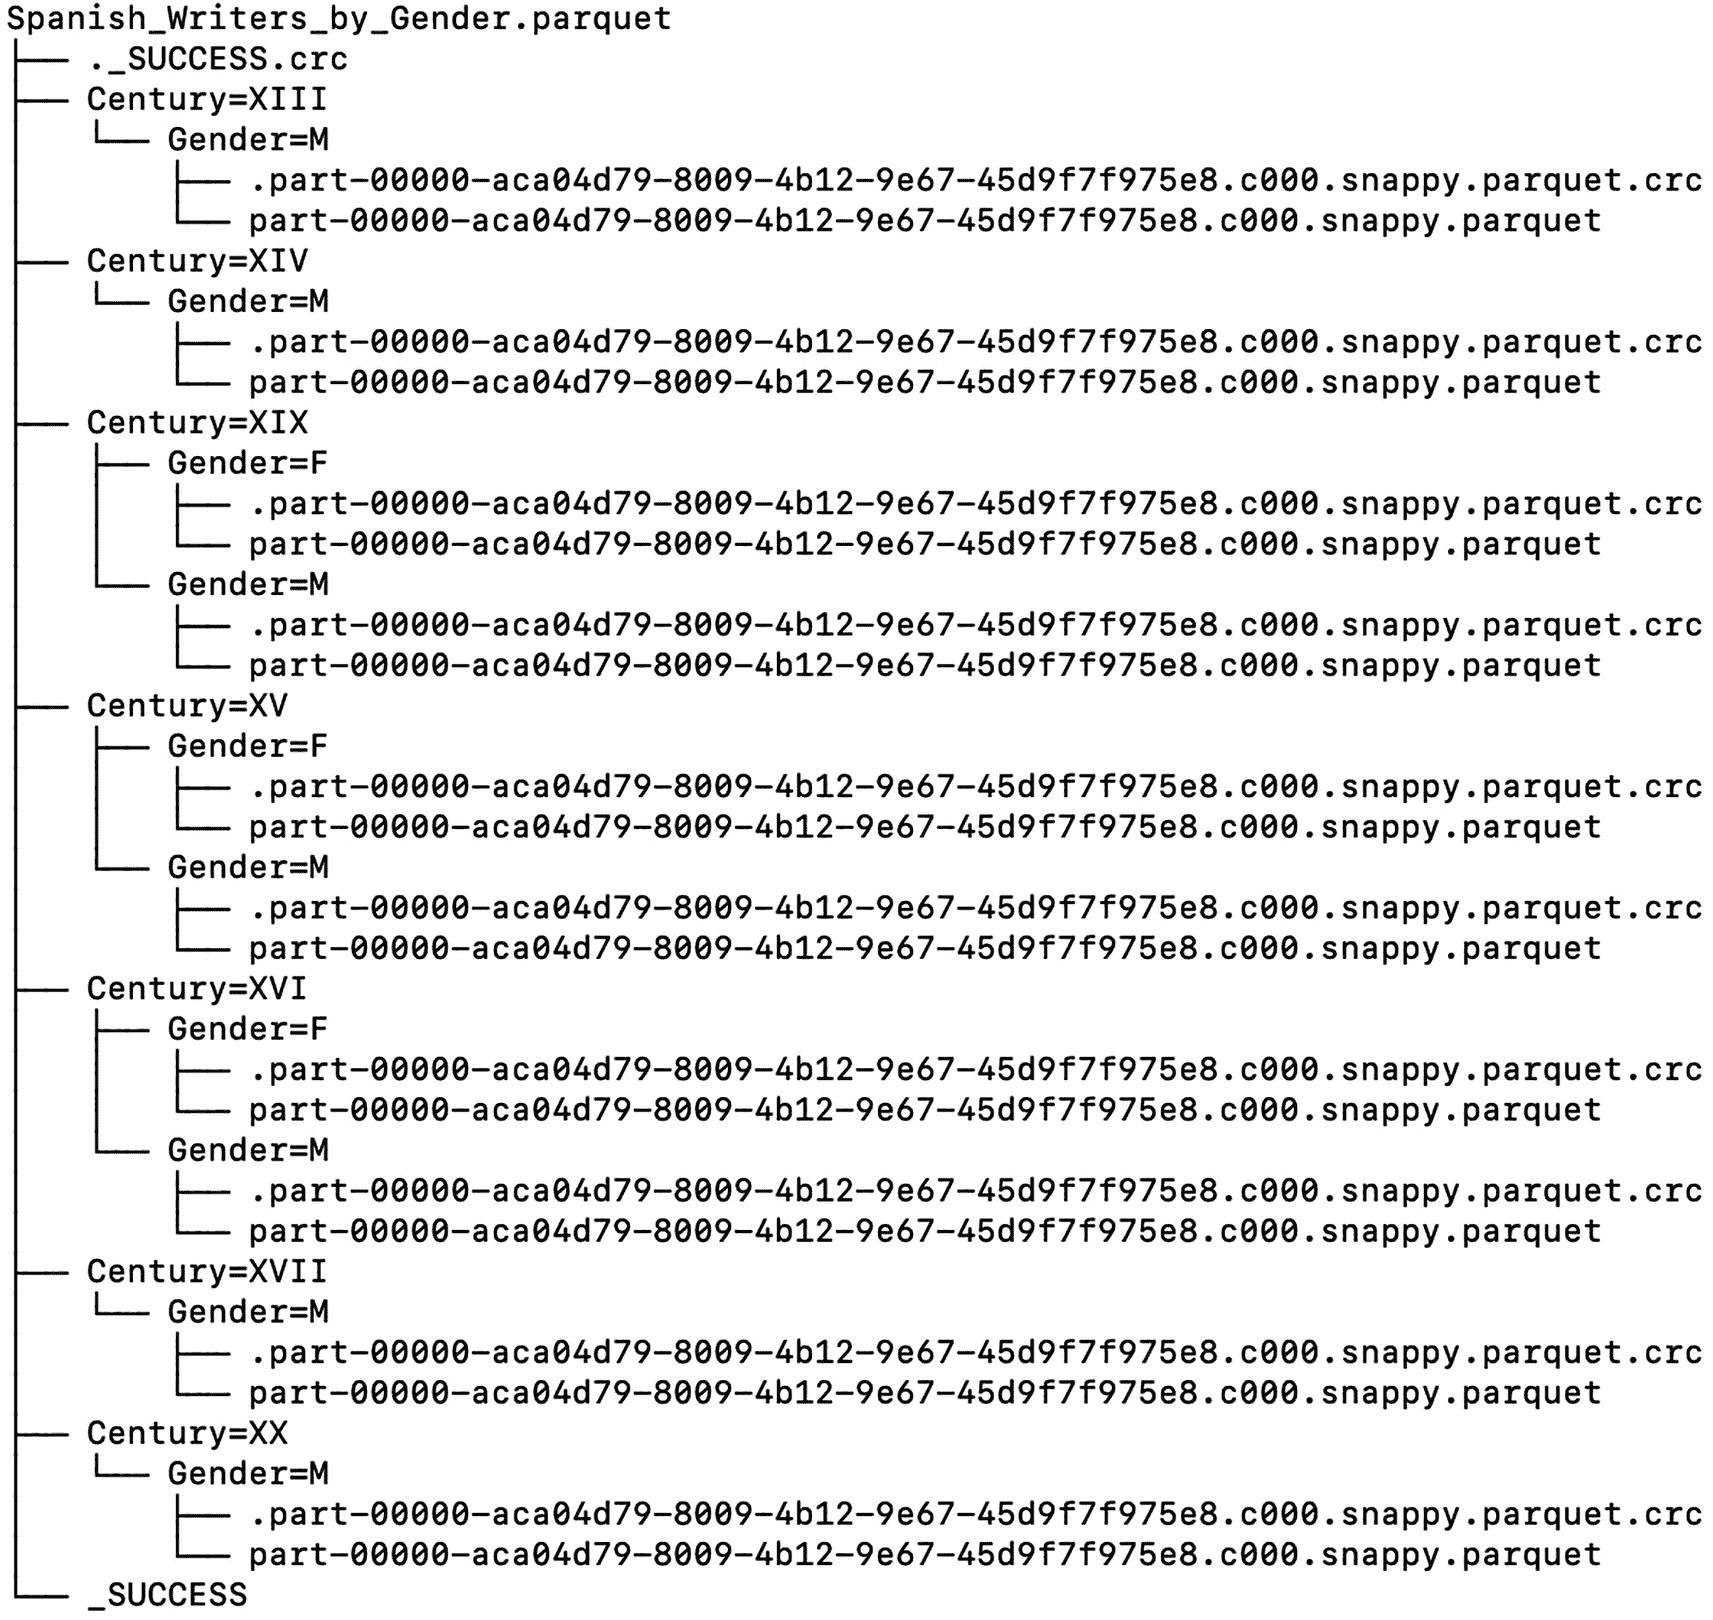 Spanish_Writers_by_Gender.parquet
├── ._SUCCESS.crc
├── Century=XIII
│   └── Gender=M
│       ├── .part-00000-aca04d79-8009-4b12-9e67-45d9f7f975e8.c000.snappy.parquet.crc
│       └── part-00000-aca04d79-8009-4b12-9e67-45d9f7f975e8.c000.snappy.parquet
├── Century=XIV
│   └── Gender=M
│       ├── .part-00000-aca04d79-8009-4b12-9e67-45d9f7f975e8.c000.snappy.parquet.crc
│       └── part-00000-aca04d79-8009-4b12-9e67-45d9f7f975e8.c000.snappy.parquet
├── Century=XIX
│   ├── Gender=F
│   │   ├── .part-00000-aca04d79-8009-4b12-9e67-45d9f7f975e8.c000.snappy.parquet.crc
│   │   └── part-00000-aca04d79-8009-4b12-9e67-45d9f7f975e8.c000.snappy.parquet
│   └── Gender=M
│       ├── .part-00000-aca04d79-8009-4b12-9e67-45d9f7f975e8.c000.snappy.parquet.crc
│       └── part-00000-aca04d79-8009-4b12-9e67-45d9f7f975e8.c000.snappy.parquet
├── Century=XV
│   ├── Gender=F
│   │   ├── .part-00000-aca04d79-8009-4b12-9e67-45d9f7f975e8.c000.snappy.parquet.crc
│   │   └── part-00000-aca04d79-8009-4b12-9e67-45d9f7f975e8.c000.snappy.parquet
│   └── Gender=M
│       ├── .part-00000-aca04d79-8009-4b12-9e67-45d9f7f975e8.c000.snappy.parquet.crc
│       └── part-00000-aca04d79-8009-4b12-9e67-45d9f7f975e8.c000.snappy.parquet
├── Century=XVI
│   ├── Gender=F
│   │   ├── .part-00000-aca04d79-8009-4b12-9e67-45d9f7f975e8.c000.snappy.parquet.crc
│   │   └── part-00000-aca04d79-8009-4b12-9e67-45d9f7f975e8.c000.snappy.parquet
│   └── Gender=M
│       ├── .part-00000-aca04d79-8009-4b12-9e67-45d9f7f975e8.c000.snappy.parquet.crc
│       └── part-00000-aca04d79-8009-4b12-9e67-45d9f7f975e8.c000.snappy.parquet
├── Century=XVII
│   └── Gender=M
│       ├── .part-00000-aca04d79-8009-4b12-9e67-45d9f7f975e8.c000.snappy.parquet.crc
│       └── part-00000-aca04d79-8009-4b12-9e67-45d9f7f975e8.c000.snappy.parquet
├── Century=XX
│   └── Gender=M
│       ├── .part-00000-aca04d79-8009-4b12-9e67-45d9f7f975e8.c000.snappy.parquet.crc
│       └── part-00000-aca04d79-8009-4b12-9e67-45d9f7f975e8.c000.snappy.parquet
└── _SUCCESS